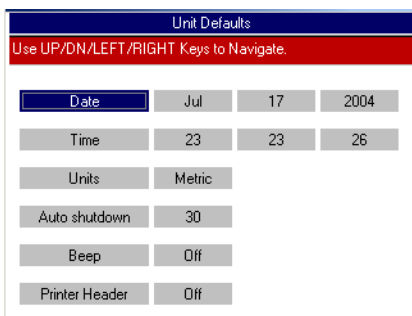 Unit Defaults
Use UP/DN/LEFT/RIGHT Keys to Navigate.
Date Jul 17 2004
Time 23 23 26
Units Metric
Auto shutdown 30
Beep Off
Printer Header Off